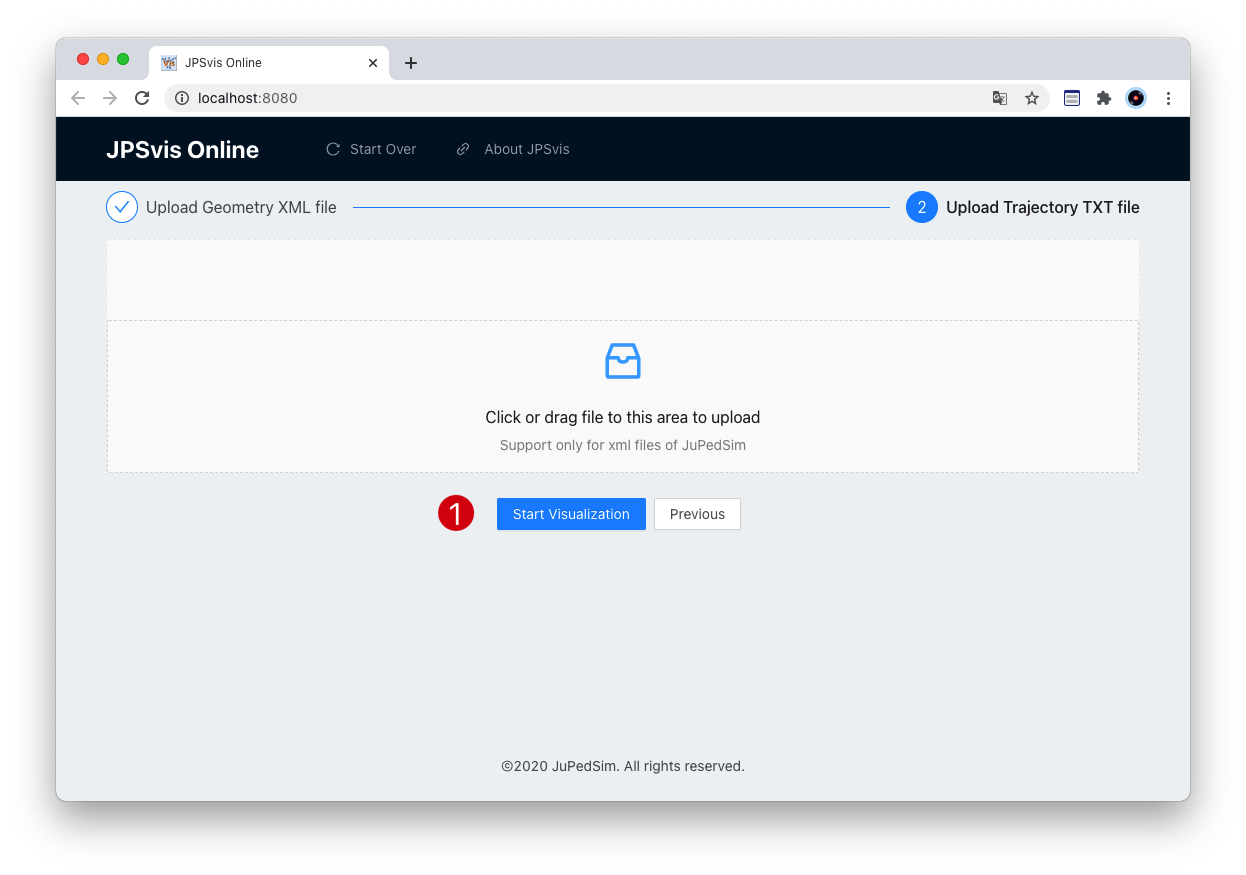 JPSvis Online
localhost:8080
JPSvis Online Start Over About JPSvis
Upload Geometry XML file 2 Upload Trajectory TXT file
Click or drag file to this area to upload
Support only for xml files of JuPedSim
1 Start Visualization Previous
©2020 JuPedSim. All rights reserved.